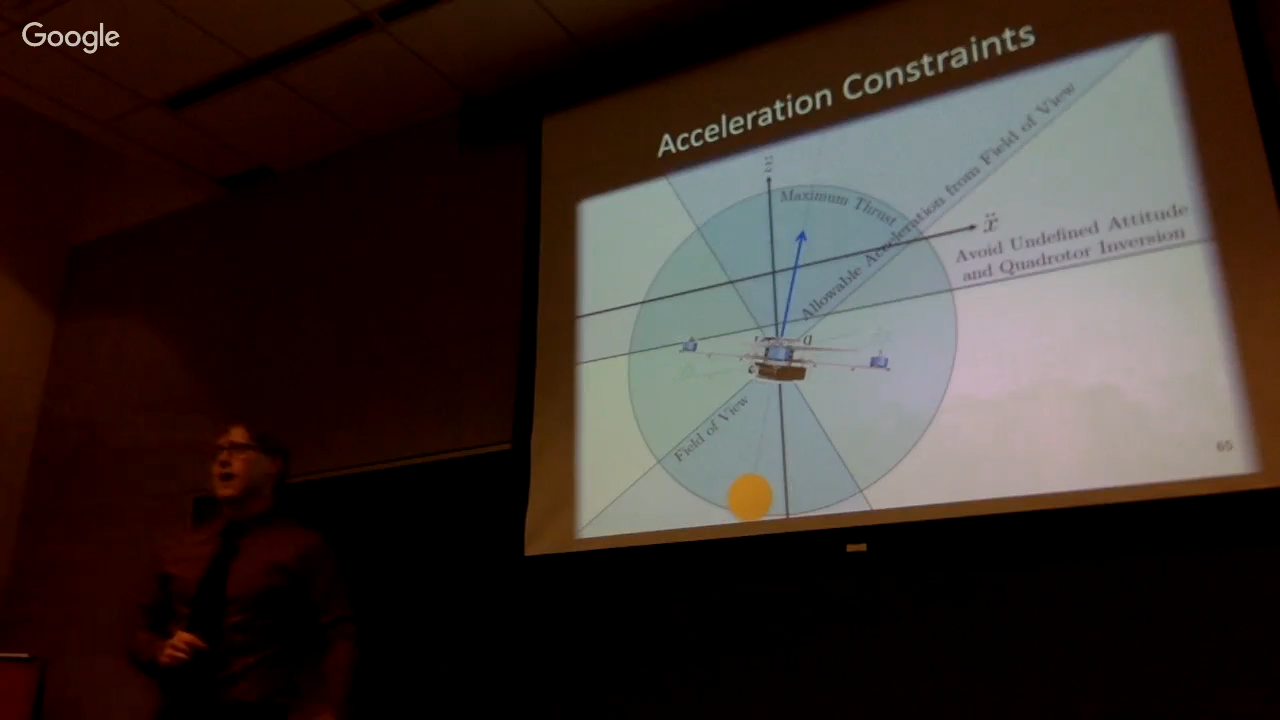 Google
Acceleration Constraints
Maximum Thrust
Allowable Acceleration from Field of View
ẍ
Avoid Undefined Attitude
and Quadrotor Inversion
Field of View
65